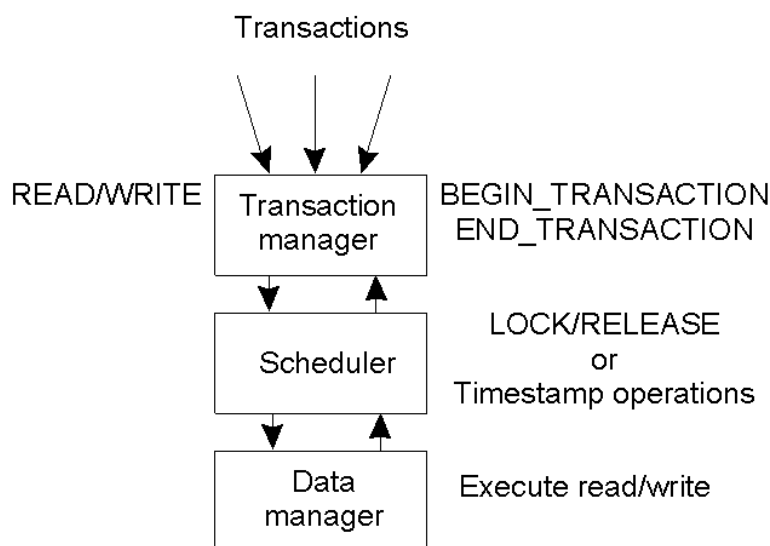 Transactions
READ/WRITE
Transaction
manager
BEGIN_TRANSACTION
END_TRANSACTION
Scheduler
LOCK/RELEASE
or
Timestamp operations
Data
manager
Execute read/write